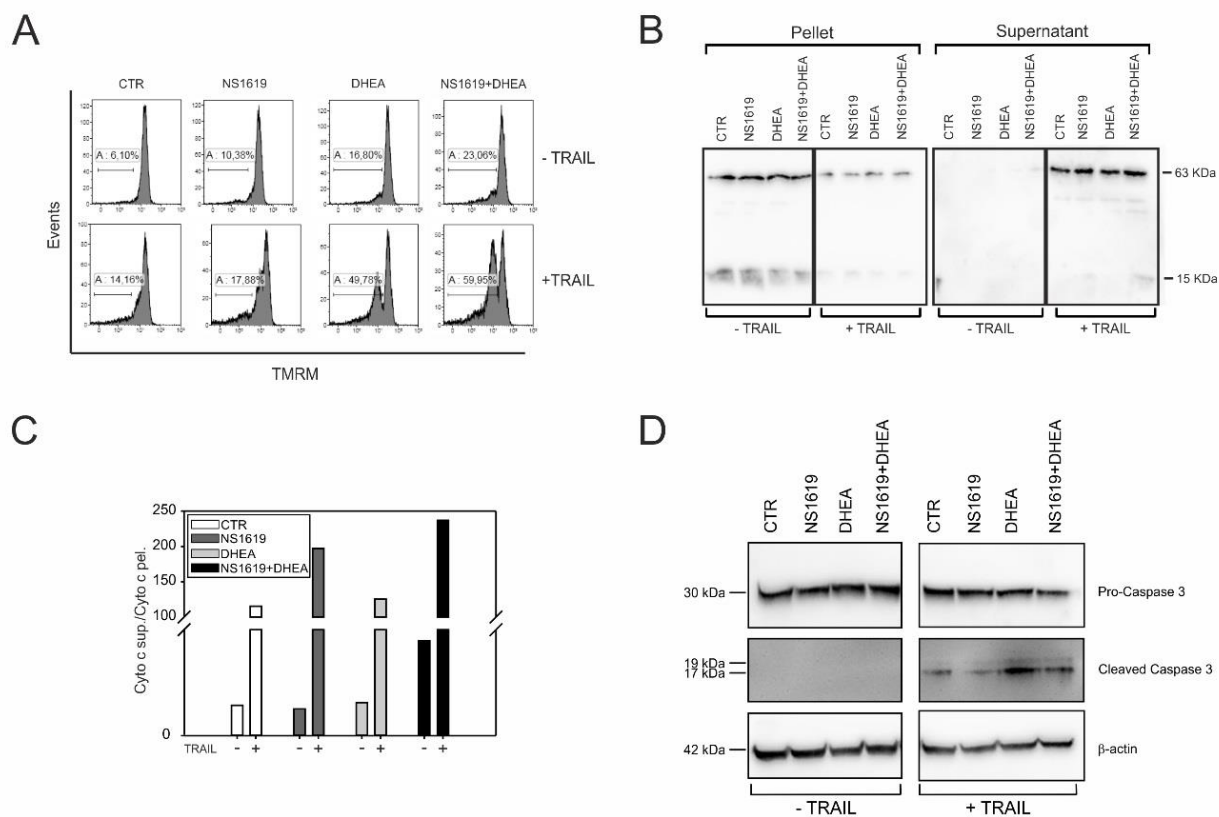 A
CTR NS1619 DHEA NS1619+DHEA
A : 6,10% A : 10,38% A : 16,80% A : 23,06%
- TRAIL
A : 14,16% A : 17,88% A : 49,78% A : 59,95%
+TRAIL
Events
TMRM
B
Pellet Supernatant
CTR NS1619 DHEA NS1619+DHEA CTR NS1619 DHEA NS1619+DHEA CTR NS1619 DHEA NS1619+DHEA CTR NS1619 DHEA NS1619+DHEA
63 KDa
15 KDa
- TRAIL + TRAIL - TRAIL + TRAIL
C
Cyto c sup./Cyto c pel.
250
200
150
100
0
CTR
NS1619
DHEA
NS1619+DHEA
TRAIL - + - + - + - +
D
CTR NS1619 DHEA NS1619+DHEA CTR NS1619 DHEA NS1619+DHEA
30 kDa Pro-Caspase 3
19 kDa
17 kDa Cleaved Caspase 3
42 kDa β-actin
- TRAIL + TRAIL